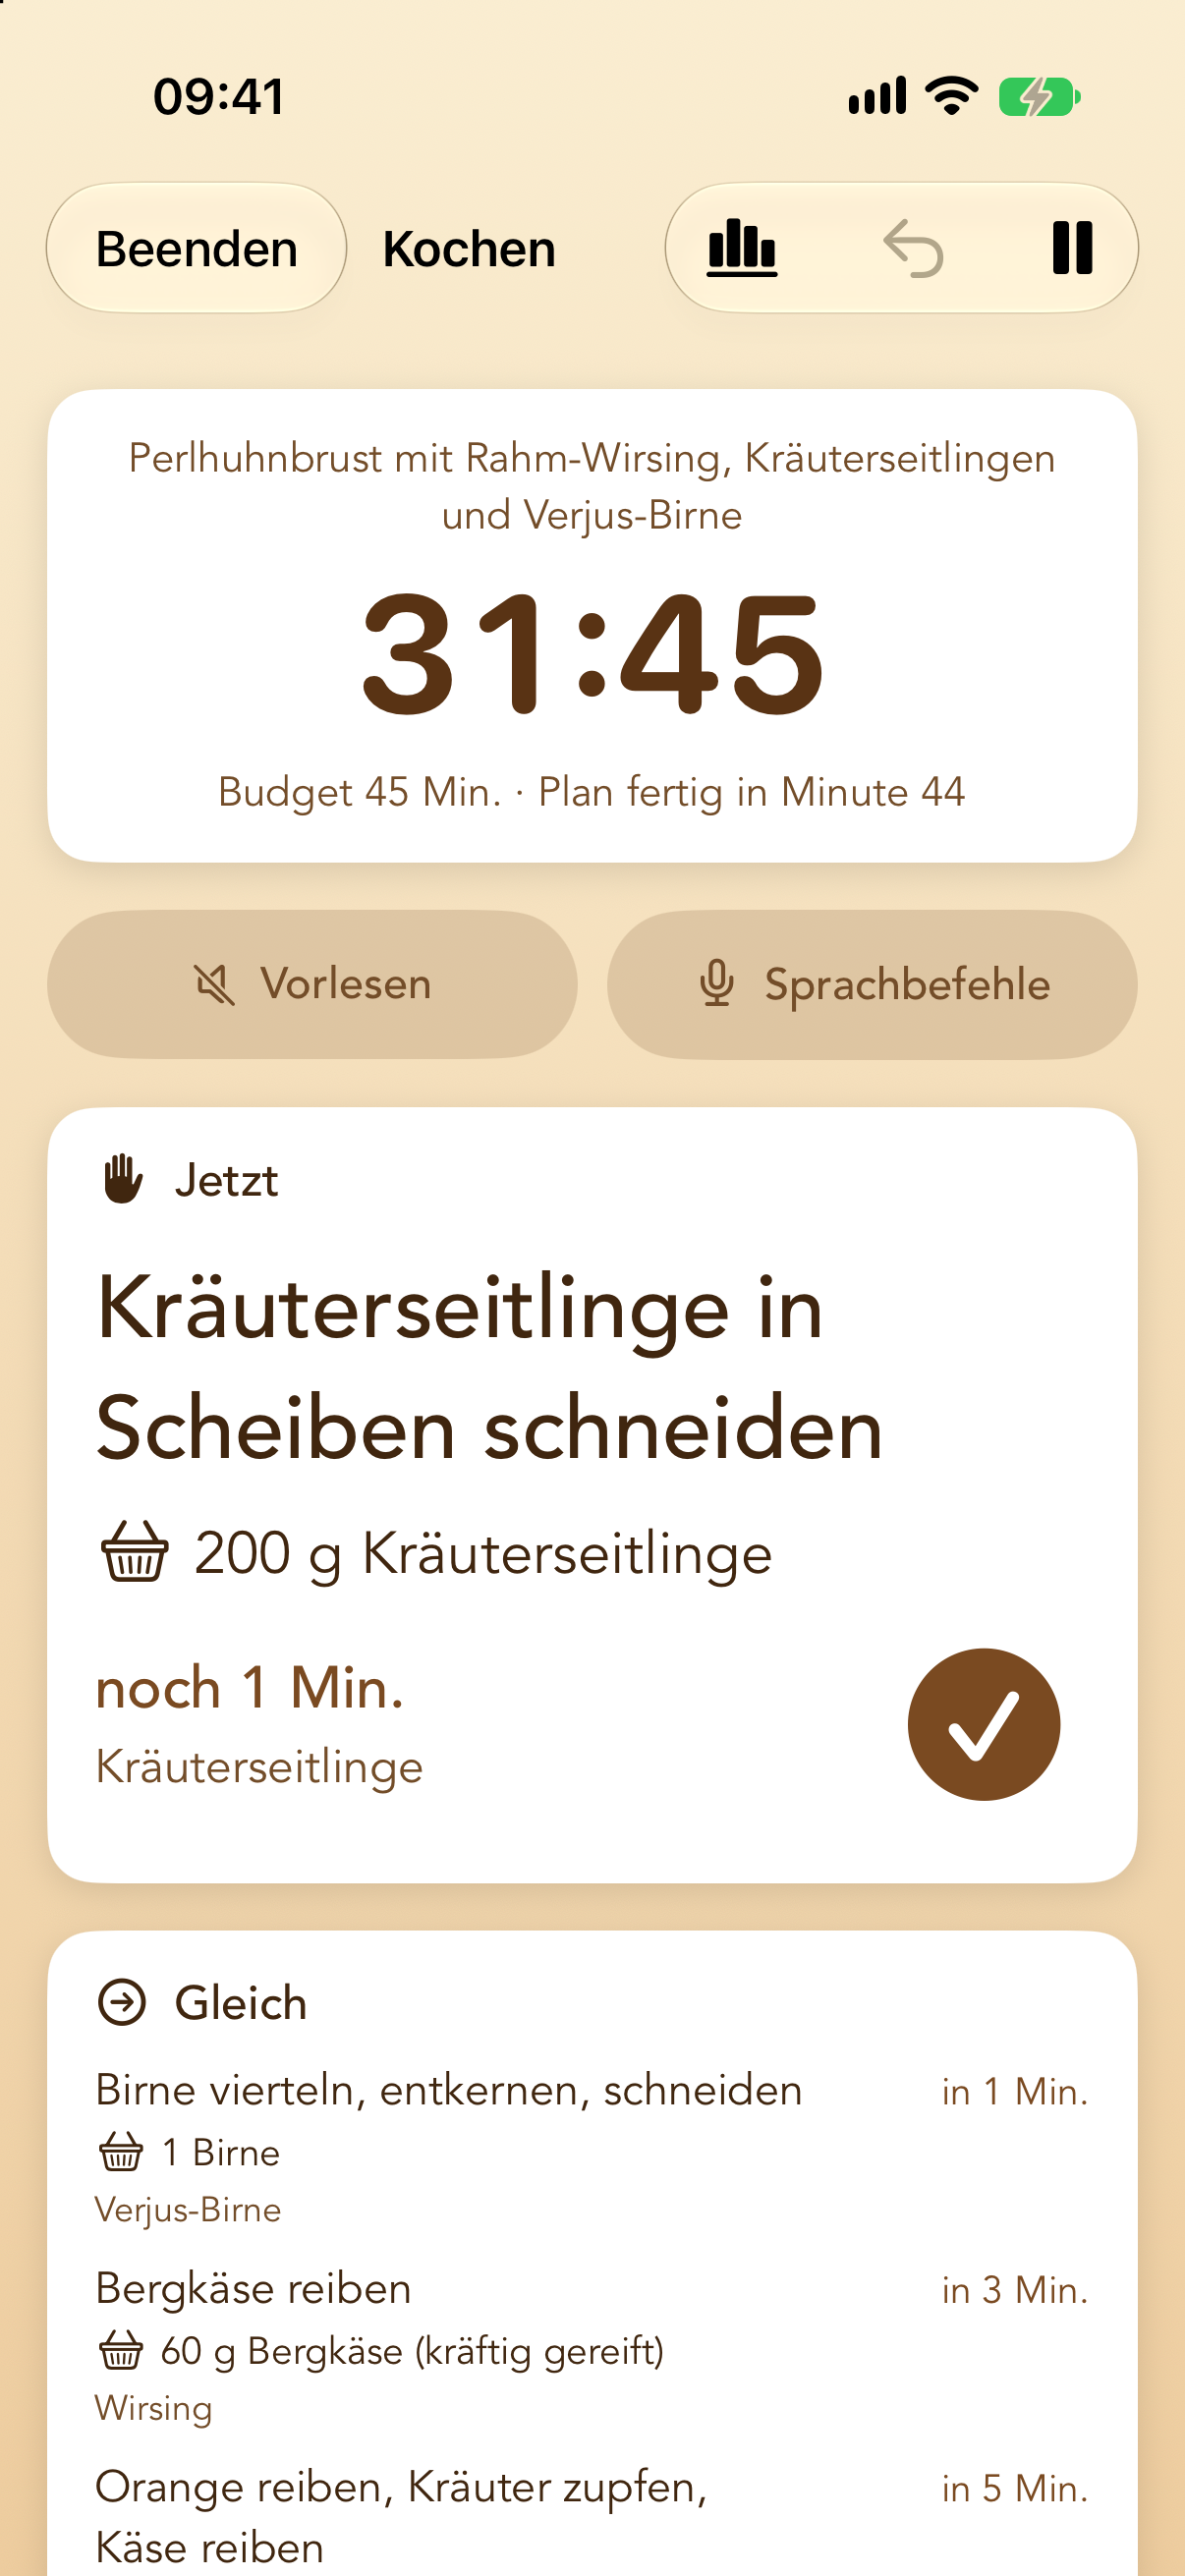 09:41
Beenden Kochen
Perlhuhnbrust mit Rahm-Wirsing, Kräuterseitlingen
und Verjus-Birne
31:45
Budget 45 Min. · Plan fertig in Minute 44
Vorlesen Sprachbefehle
Jetzt
Kräuterseitlinge in
Scheiben schneiden
200 g Kräuterseitlinge
noch 1 Min.
Kräuterseitlinge
Gleich
Birne vierteln, entkernen, schneiden in 1 Min.
1 Birne
Verjus-Birne
Bergkäse reiben in 3 Min.
60 g Bergkäse (kräftig gereift)
Wirsing
Orange reiben, Kräuter zupfen, in 5 Min.
Käse reiben